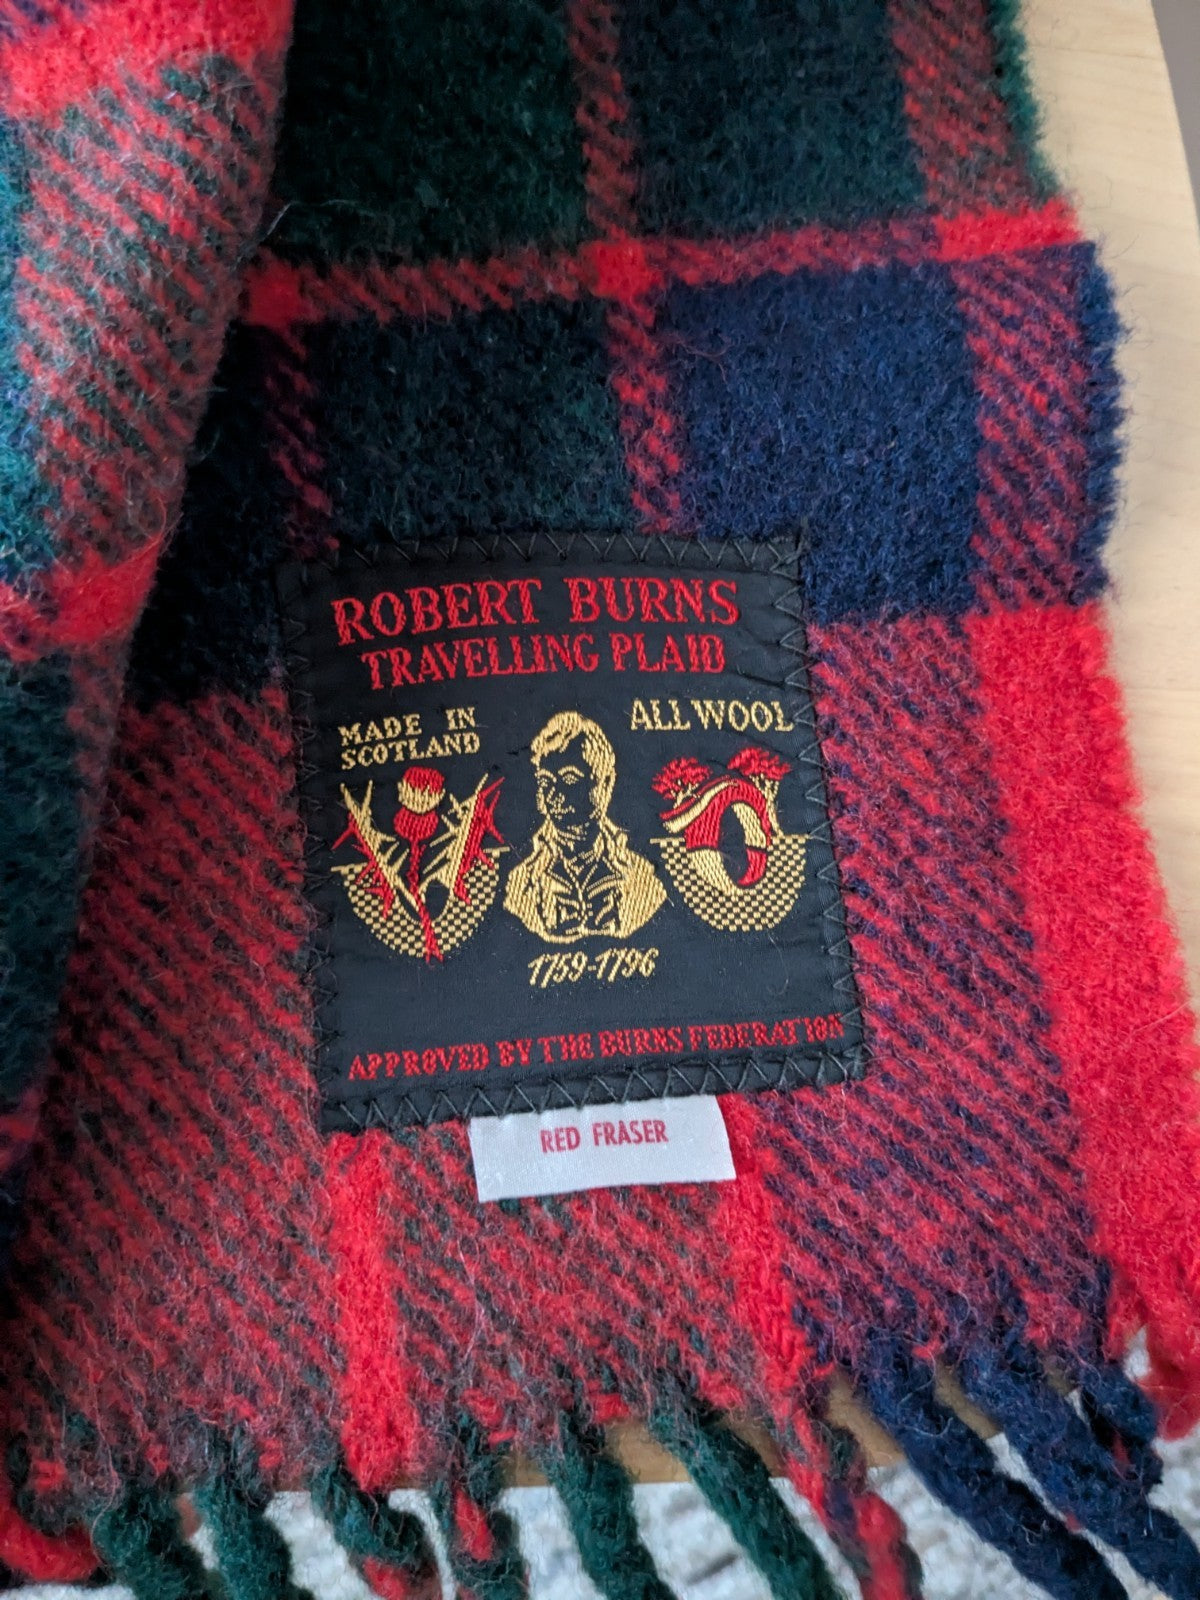 ROBERT BURNS
TRAVELLING PLAID
MADE IN
SCOTLAND
ALL WOOL
1759-1796
APPROVED BY THE BURNS FEDERATION
RED FRASER